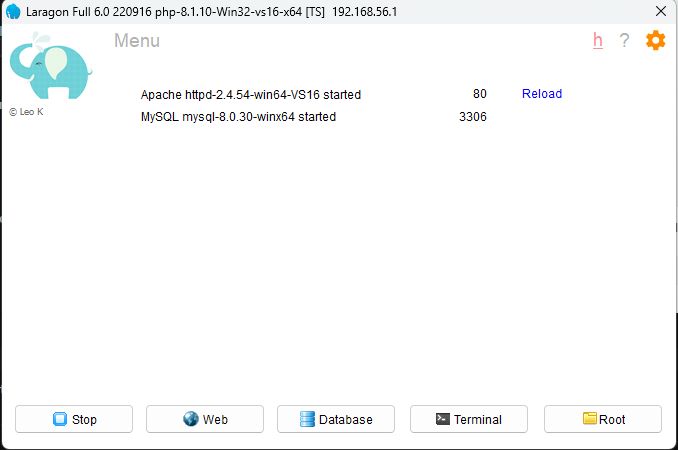 Laragon Full 6.0 220916 php-8.1.10-Win32-vs16-x64 [TS]  192.168.56.1
Menu h ?
© Leo K
Apache httpd-2.4.54-win64-VS16 started 80 Reload
MySQL mysql-8.0.30-winx64 started 3306
Stop Web Database Terminal Root